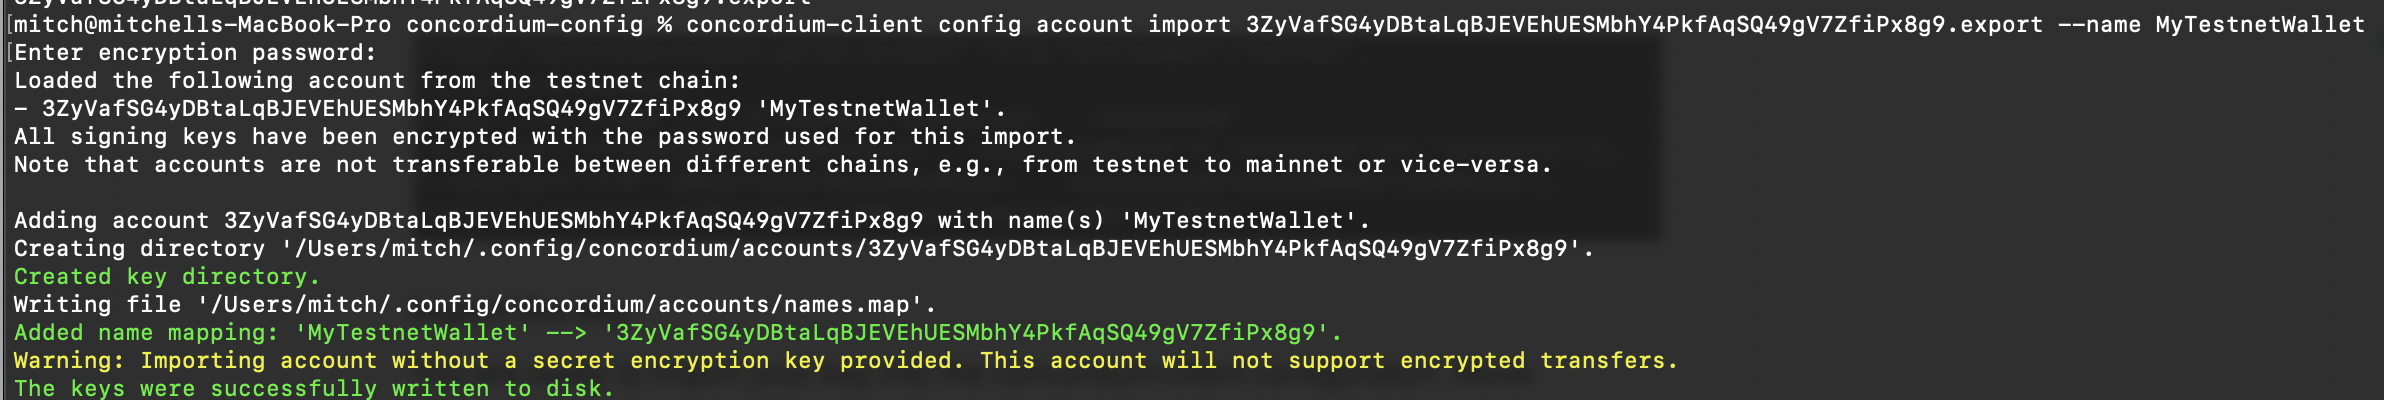 mitch@mitchells-MacBook-Pro concordium-config % concordium-client config account import 3ZyVafSG4yDBtaLqBJEVEhUESMbhY4PkfAqSQ49gV7ZfiPx8g9.export --name MyTestnetWallet
Enter encryption password:
Loaded the following account from the testnet chain:
- 3ZyVafSG4yDBtaLqBJEVEhUESMbhY4PkfAqSQ49gV7ZfiPx8g9 'MyTestnetWallet'.
All signing keys have been encrypted with the password used for this import.
Note that accounts are not transferable between different chains, e.g., from testnet to mainnet or vice-versa.
Adding account 3ZyVafSG4yDBtaLqBJEVEhUESMbhY4PkfAqSQ49gV7ZfiPx8g9 with name(s) 'MyTestnetWallet'.
Creating directory '/Users/mitch/.config/concordium/accounts/3ZyVafSG4yDBtaLqBJEVEhUESMbhY4PkfAqSQ49gV7ZfiPx8g9'.
Created key directory.
Writing file '/Users/mitch/.config/concordium/accounts/names.map'.
Added name mapping: 'MyTestnetWallet' --> '3ZyVafSG4yDBtaLqBJEVEhUESMbhY4PkfAqSQ49gV7ZfiPx8g9'.
Warning: Importing account without a secret encryption key provided. This account will not support encrypted transfers.
The keys were successfully written to disk.